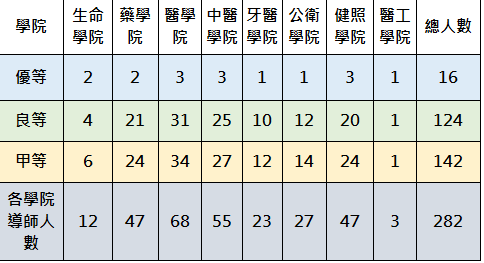 學院 生命學院 藥學院 醫學院 中醫學院 牙醫學院 公衛學院 健照學院 醫工學院 總人數
優等 2 2 3 3 1 1 3 1 16
良等 4 21 31 25 10 12 20 1 124
甲等 6 24 34 27 12 14 24 1 142
各學院導師人數 12 47 68 55 23 27 47 3 282